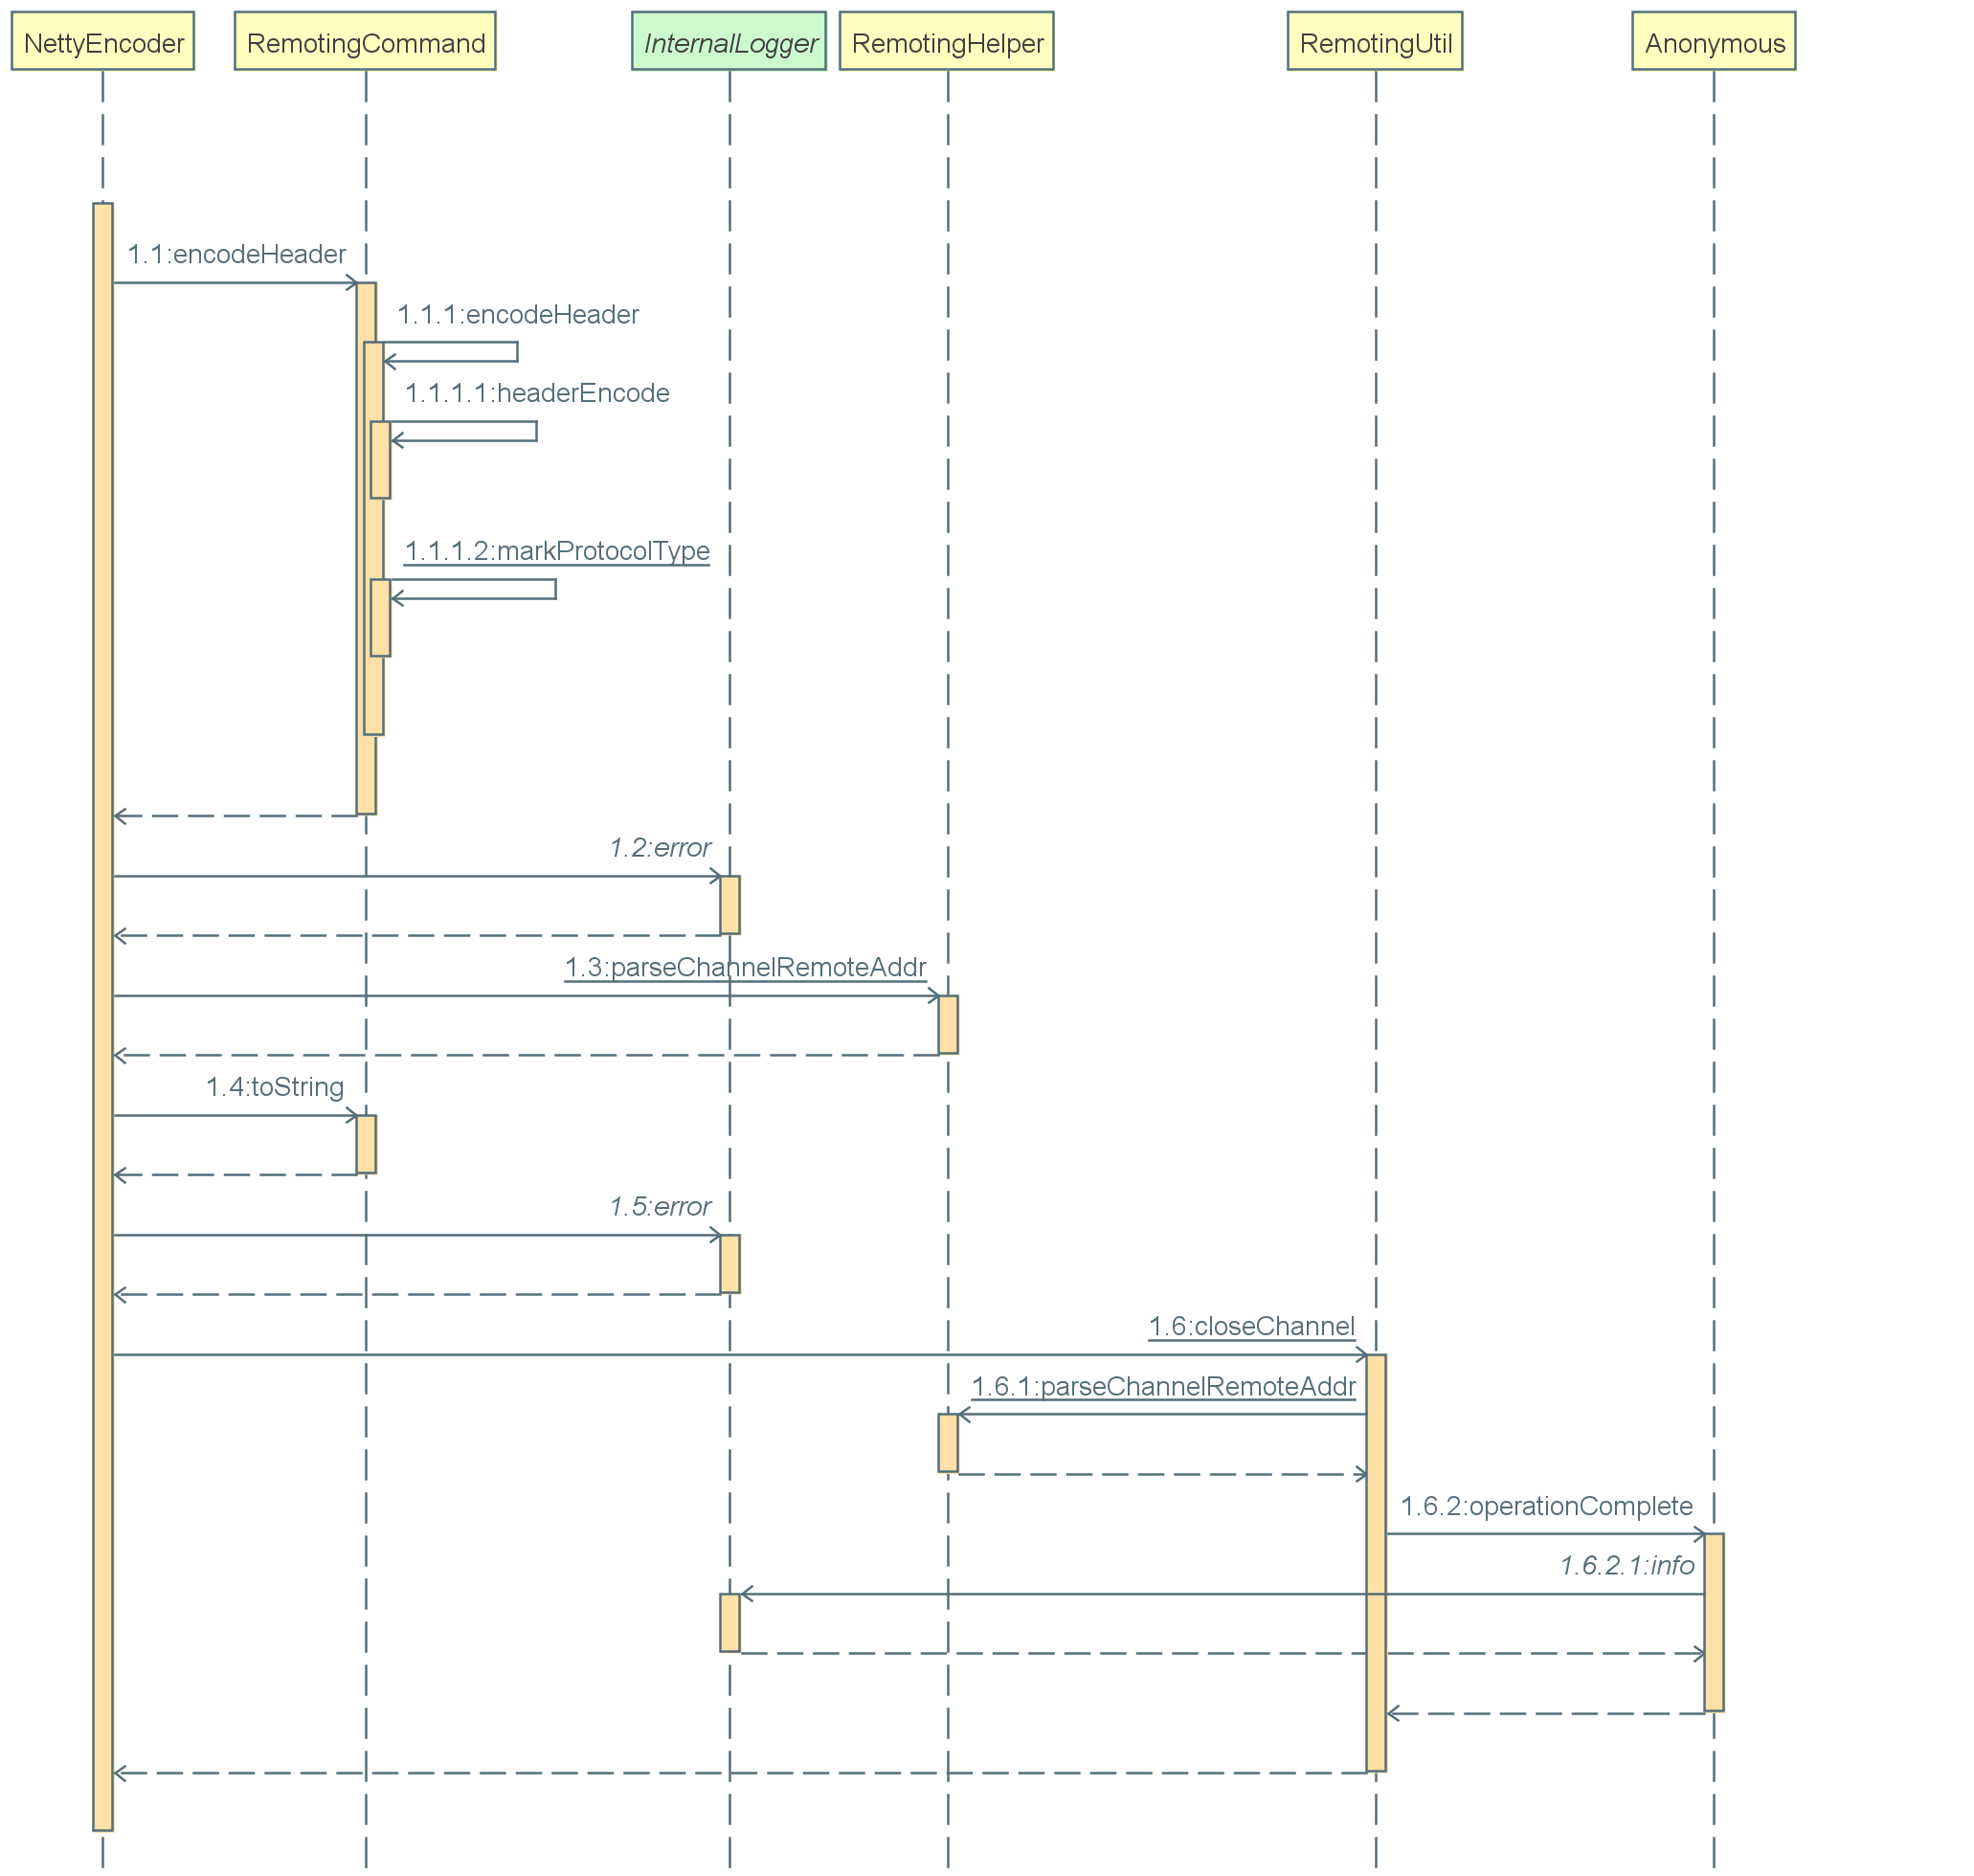 NettyEncoder
RemotingCommand
InternalLogger
RemotingHelper
RemotingUtil
Anonymous
1.1:encodeHeader
1.1.1:encodeHeader
1.1.1.1:headerEncode
1.1.1.2:markProtocolType
1.2:error
1.3:parseChannelRemoteAddr
1.4:toString
1.5:error
1.6:closeChannel
1.6.1:parseChannelRemoteAddr
1.6.2:operationComplete
1.6.2.1:info